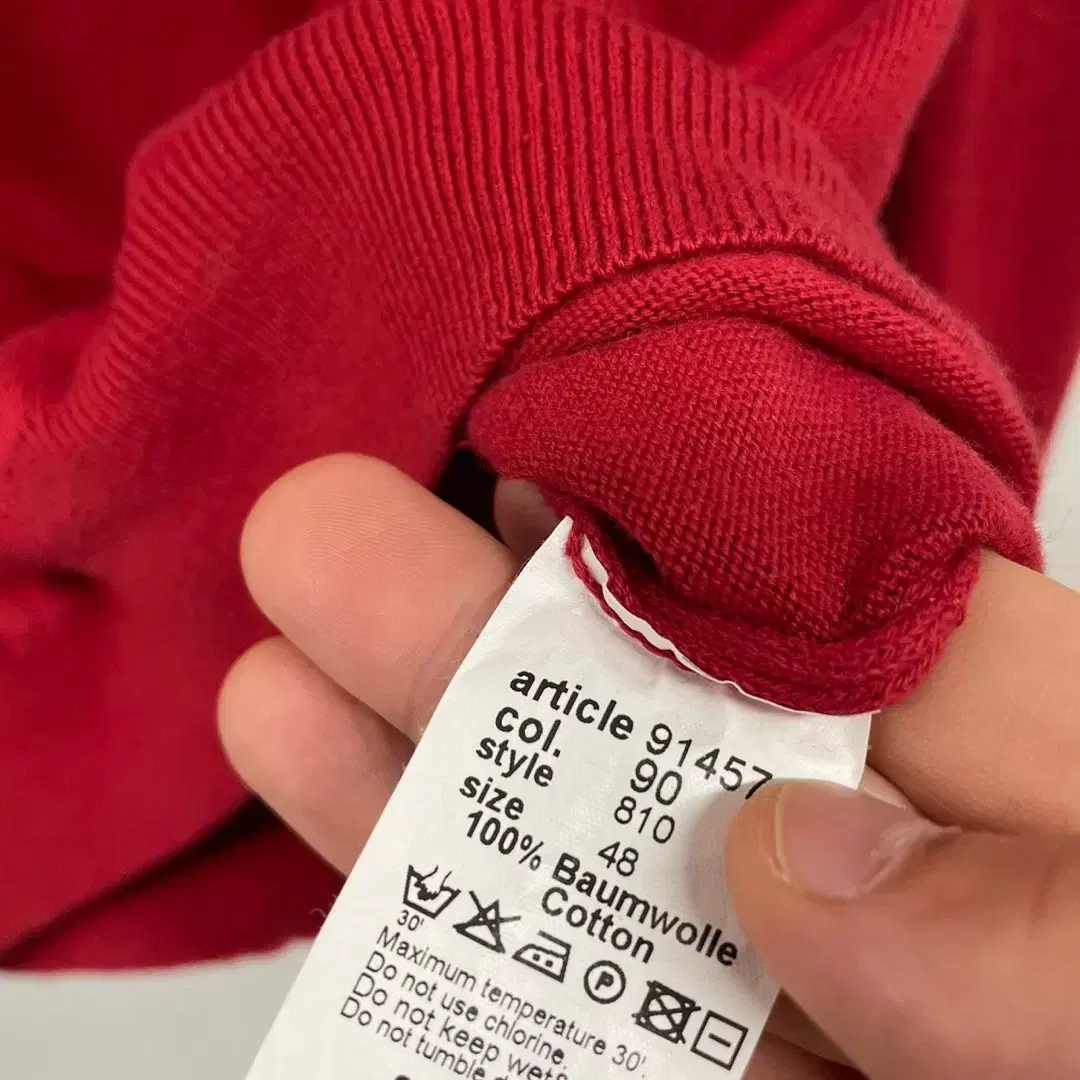 article 91457
col. 90
style 810
size 48
100% Baumwolle
Cotton
30'
P
Maximum temperature 30'.
Do not use chlorine.
Do not keep wet
Do not tumble